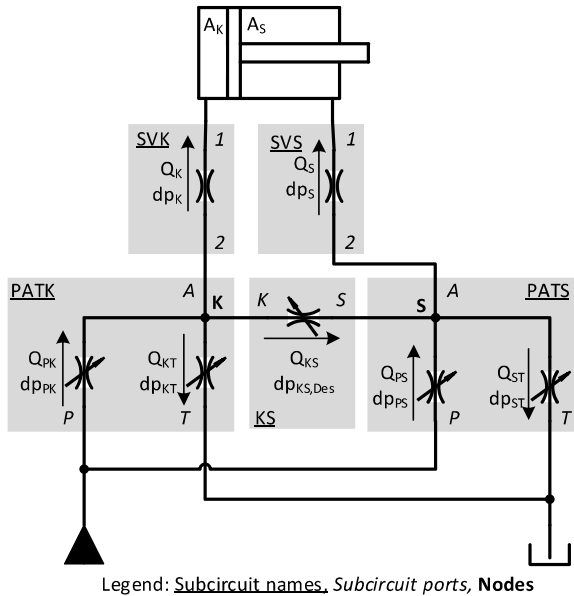 A_K A_S
SVK 1
Q_K
dp_K
2
SVS 1
Q_S
dp_S
2
PATK A K
Q_PK
dp_PK
P
Q_KT
dp_KT
T
K S
Q_KS
dp_KS,Des
KS
S A PATS
Q_PS
dp_PS
P
Q_ST
dp_ST
T
Legend: Subcircuit names, Subcircuit ports, Nodes